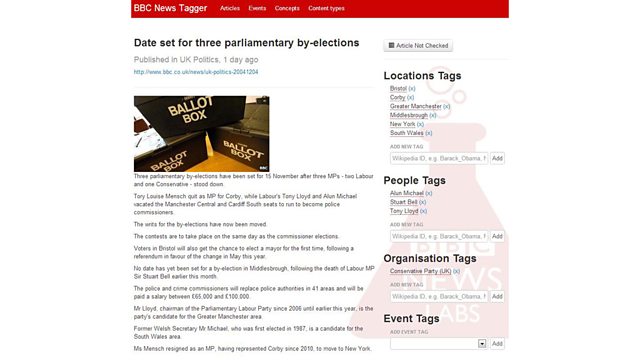 BBC News Tagger
Articles
Events
Concepts
Content types
Date set for three parliamentary by-elections
Published in UK Politics, 1 day ago
http://www.bbc.co.uk/news/uk-politics-20041204
BALLOT
BOX
BALLOT
BOX
BBC
Three parliamentary by-elections have been set for 15 November after three MPs - two Labour
and one Conservative - stood down.
Tory Louise Mensch quit as MP for Corby, while Labour's Tony Lloyd and Alun Michael
vacated the Manchester Central and Cardiff South seats to run to become police
commissioners.
The writs for the by-elections have now been moved.
The contests are to take place on the same day as the commissioner elections.
Voters in Bristol will also get the chance to elect a mayor for the first time, following a
referendum in favour of the change in May this year.
No date has yet been set for a by-election in Middlesbrough, following the death of Labour MP
Sir Stuart Bell earlier this month.
The police and crime commissioners will replace police authorities in 41 areas and will be
paid a salary between £65,000 and £100,000.
Mr Lloyd, chairman of the Parliamentary Labour Party since 2006 until earlier this year, is the
party's candidate for the Greater Manchester area.
Former Welsh Secretary Mr Michael, who was first elected in 1987, is a candidate for the
South Wales area.
Ms Mensch resigned as an MP, having represented Corby since 2010, to move to New York.
Article Not Checked
Locations Tags
Bristol (x)
Corby (x)
Greater Manchester (x)
Middlesbrough (x)
New York (x)
South Wales (x)
ADD NEW TAG
Wikipedia ID, e.g. Barack_Obama, Add
People Tags
Alun Michael (x)
Stuart Bell (x)
Tony Lloyd (x)
ADD NEW TAG
Wikipedia ID, e.g. Barack_Obama, Add
Organisation Tags
Conservative Party (UK) (x)
ADD NEW TAG
Wikipedia ID, e.g. Barack_Obama, Add
Event Tags
ADD EVENT TAG
Add
BBC
NEWS
LABS